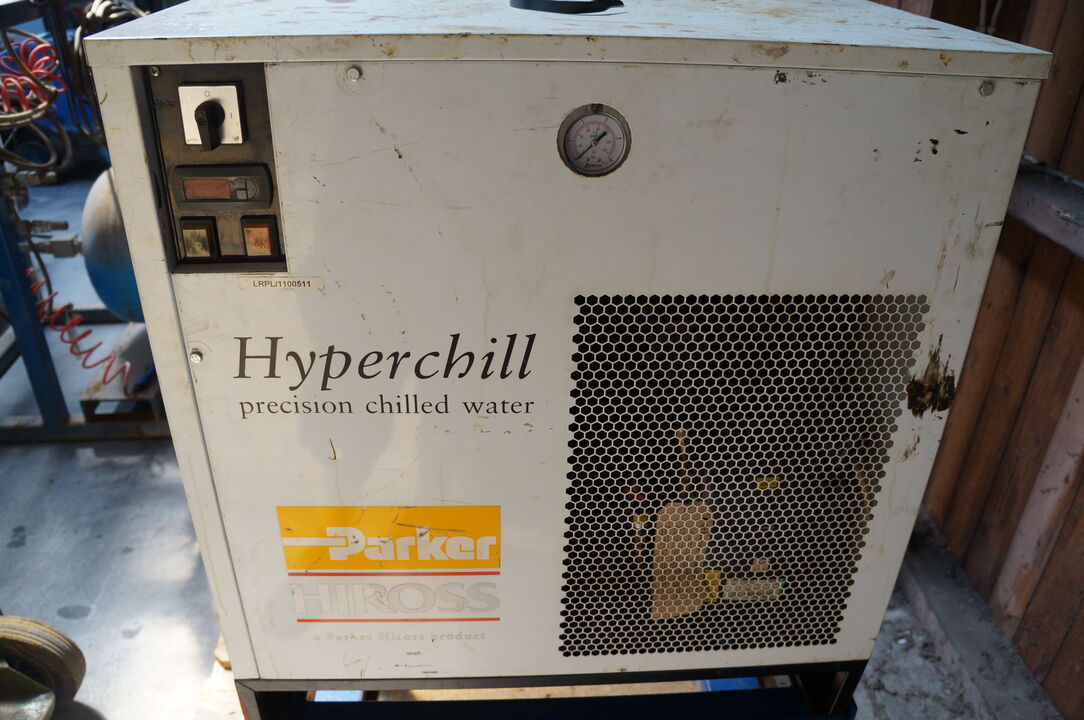 O
LRPL/1100511
Hyperchill
precision chilled water
Parker
HIROSS
a Parker Hiross product